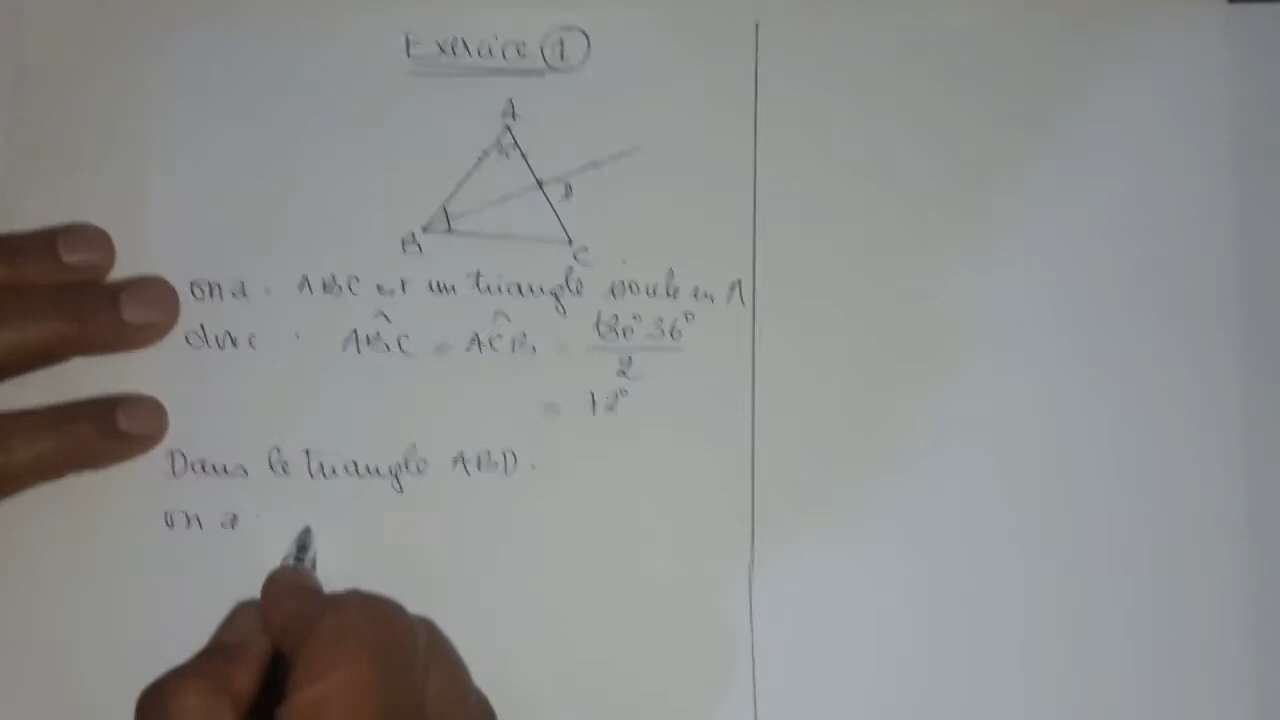 Exercice 1
A
D
B
C
on a : ABC est un triangle isocèle en A
donc : ABC = ACB = 180° 36°
2
= 72°
Dans le triangle ABD.
on a :